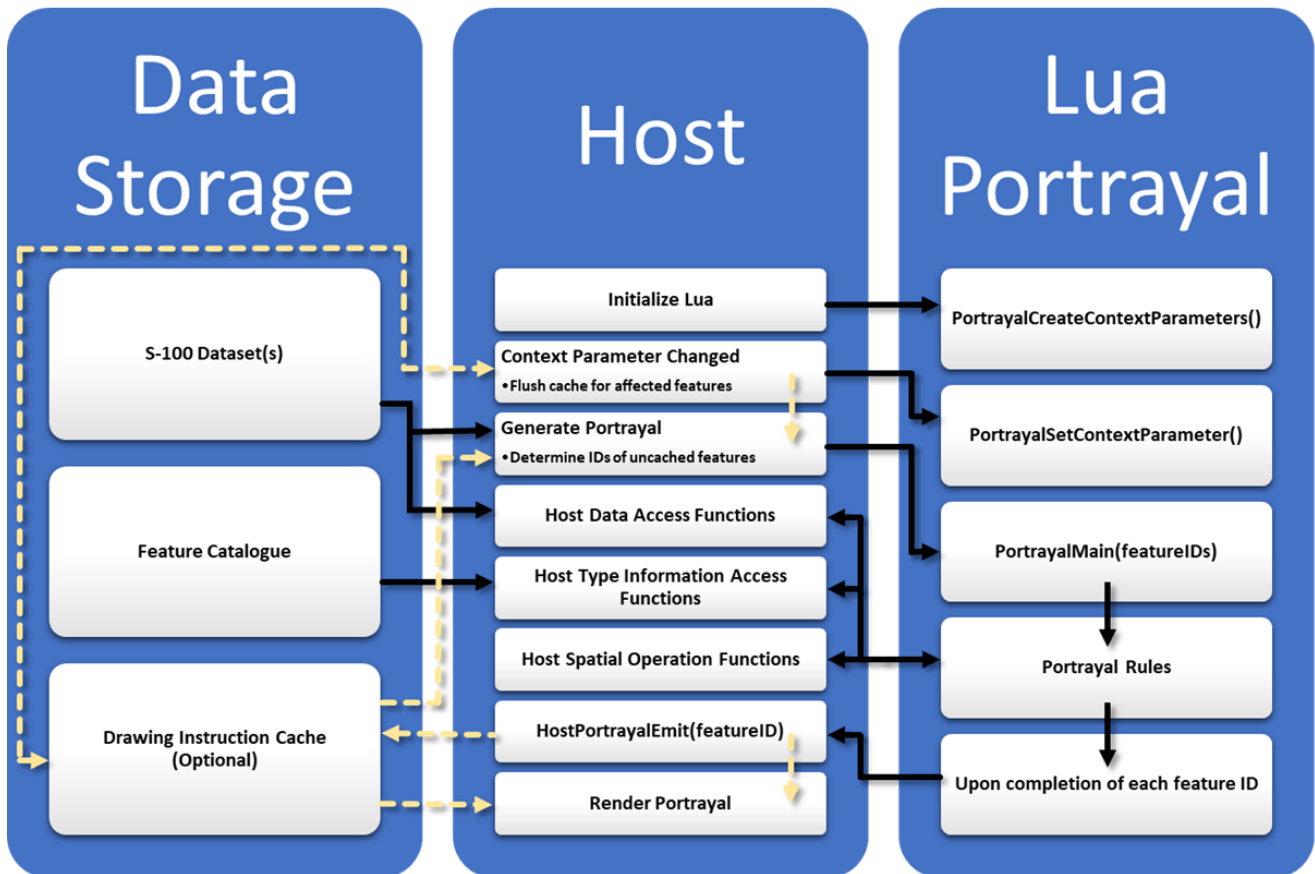 Data
Storage
S-100 Dataset(s)
Feature Catalogue
Drawing Instruction Cache
(Optional)
Host
Initialize Lua
Context Parameter Changed
•Flush cache for affected features
Generate Portrayal
•Determine IDs of uncached features
Host Data Access Functions
Host Type Information Access
Functions
Host Spatial Operation Functions
HostPortrayalEmit(featureID)
Render Portrayal
Lua
Portrayal
PortrayalCreateContextParameters()
PortrayalSetContextParameter()
PortrayalMain(featureIDs)
Portrayal Rules
Upon completion of each feature ID